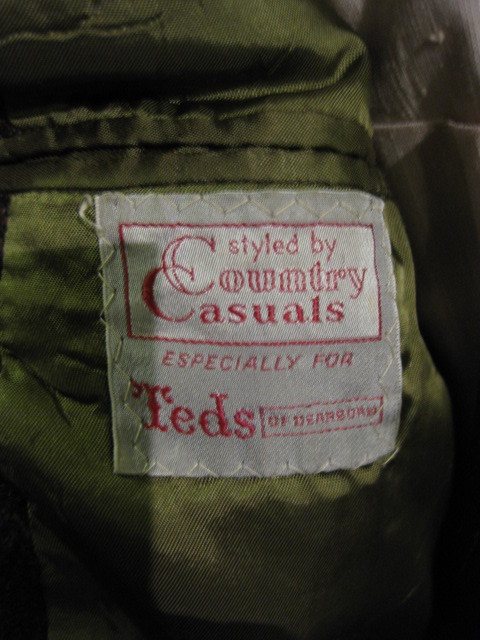 styled by
Country
Casuals
ESPECIALLY FOR
Teds OF DEARBORN